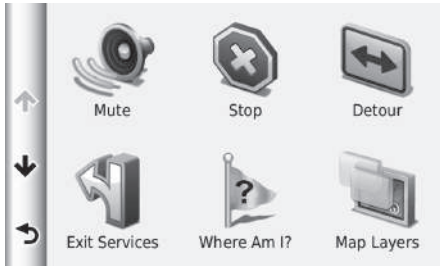 Mute
Stop
Detour
?
Exit Services
Where Am I?
Map Layers